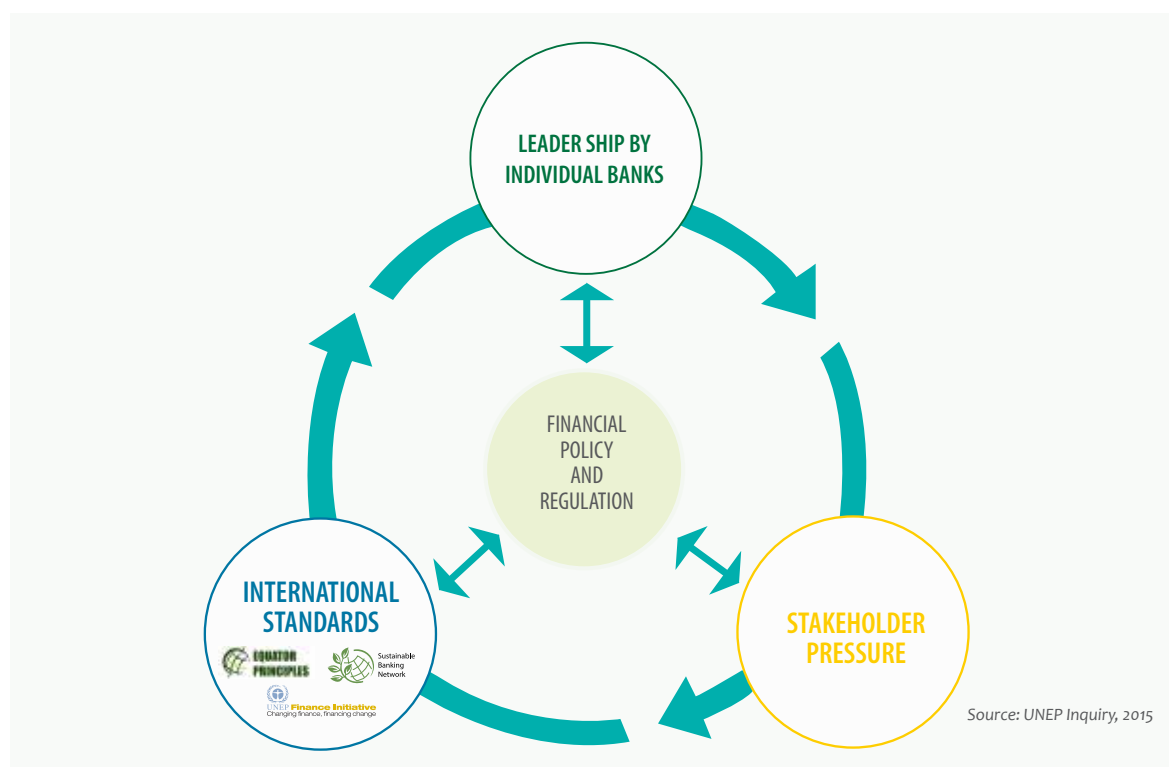 LEADER SHIP BY
INDIVIDUAL BANKS
FINANCIAL
POLICY
AND
REGULATION
INTERNATIONAL
STANDARDS
EQUATOR
PRINCIPLES
Sustainable
Banking
Network
UNEP Finance Initiative
Changing finance, financing change
STAKEHOLDER
PRESSURE
Source: UNEP Inquiry, 2015